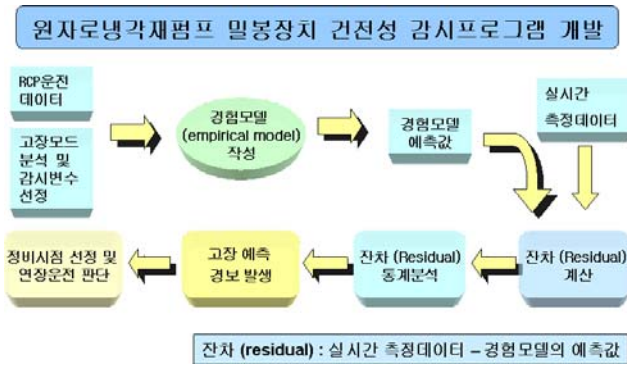 원자로냉각재펌프 밀봉장치 건전성 감시프로그램 개발
RCP운전
데이터
고장모드
분석 및
감시변수
선정
경험모델
(empirical model)
작성
경험모델
예측값
실시간
측정데이터
정비시점 선정 및
연장운전 판단
고장 예측
경보 발생
잔차 (Residual)
통계분석
잔차 (Residual)
계산
잔차 (residual) : 실시간 측정데이터 – 경험모델의 예측값